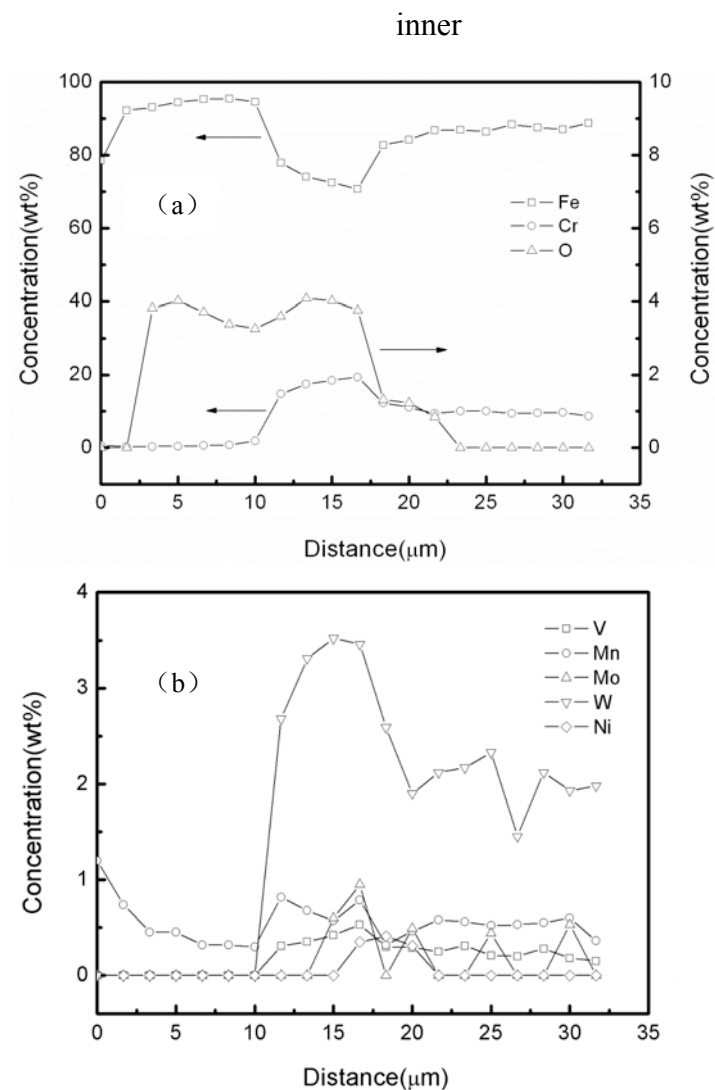 inner
100
80
60
40
20
0
10
8
6
4
2
0
Concentration(wt%)
Concentration(wt%)
(a)
Fe
Cr
O
0 5 10 15 20 25 30 35
Distance(μm)
4
3
2
1
0
Concentration(wt%)
(b)
V
Mn
Mo
W
Ni
0 5 10 15 20 25 30 35
Distance(μm)